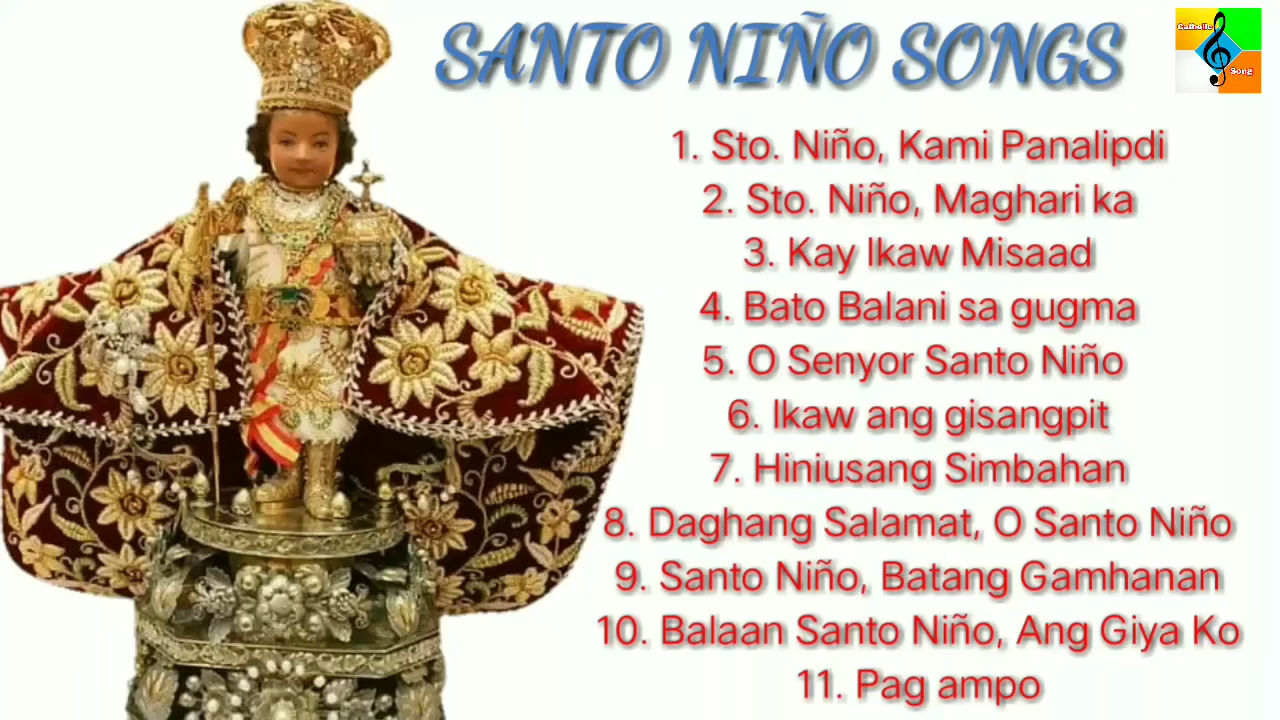 SANTO NIÑO SONGS
Catholic
Song
1. Sto. Niño, Kami Panalipdi
2. Sto. Niño, Maghari ka
3. Kay Ikaw Misaad
4. Bato Balani sa gugma
5. O Senyor Santo Niño
6. Ikaw ang gisangpit
7. Hiniusang Simbahan
8. Daghang Salamat, O Santo Niño
9. Santo Niño, Batang Gamhanan
10. Balaan Santo Niño, Ang Giya Ko
11. Pag ampo